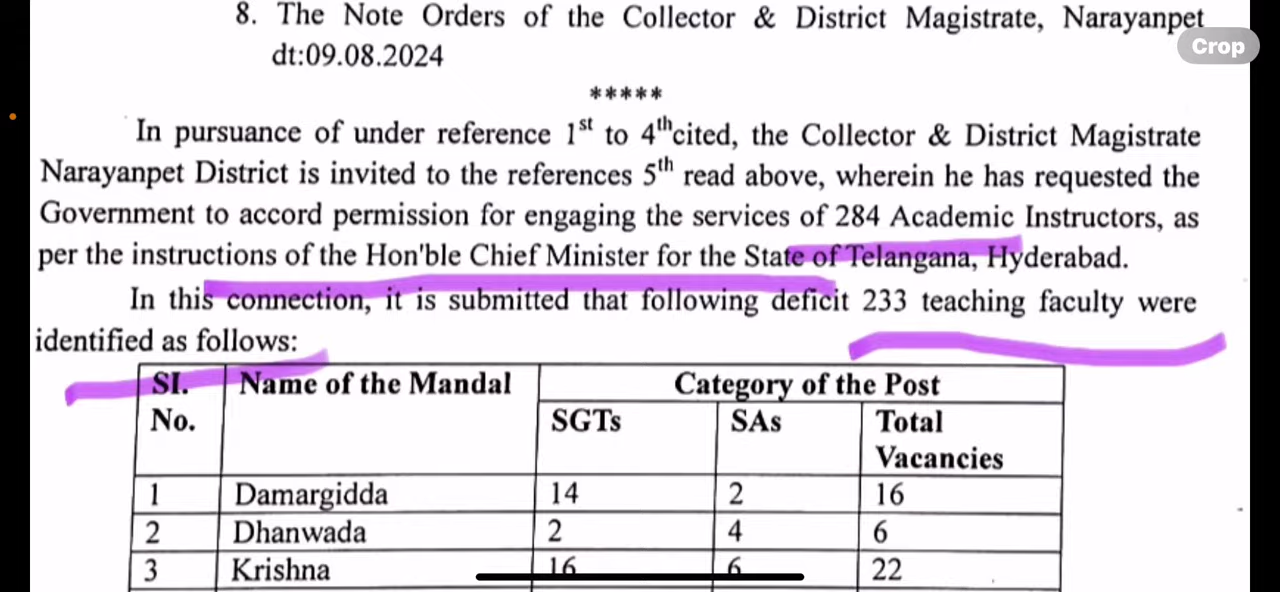 8. The Note Orders of the Collector & District Magistrate, Narayanpet
dt:09.08.2024
Crop
*****
In pursuance of under reference 1st to 4thcited, the Collector & District Magistrate
Narayanpet District is invited to the references 5th read above, wherein he has requested the
Government to accord permission for engaging the services of 284 Academic Instructors, as
per the instructions of the Hon'ble Chief Minister for the State of Telangana, Hyderabad.
In this connection, it is submitted that following deficit 233 teaching faculty were
identified as follows:
SI. No. Name of the Mandal Category of the Post
SGTs SAs Total Vacancies
1 Damargidda 14 2 16
2 Dhanwada 2 4 6
3 Krishna 16 6 22